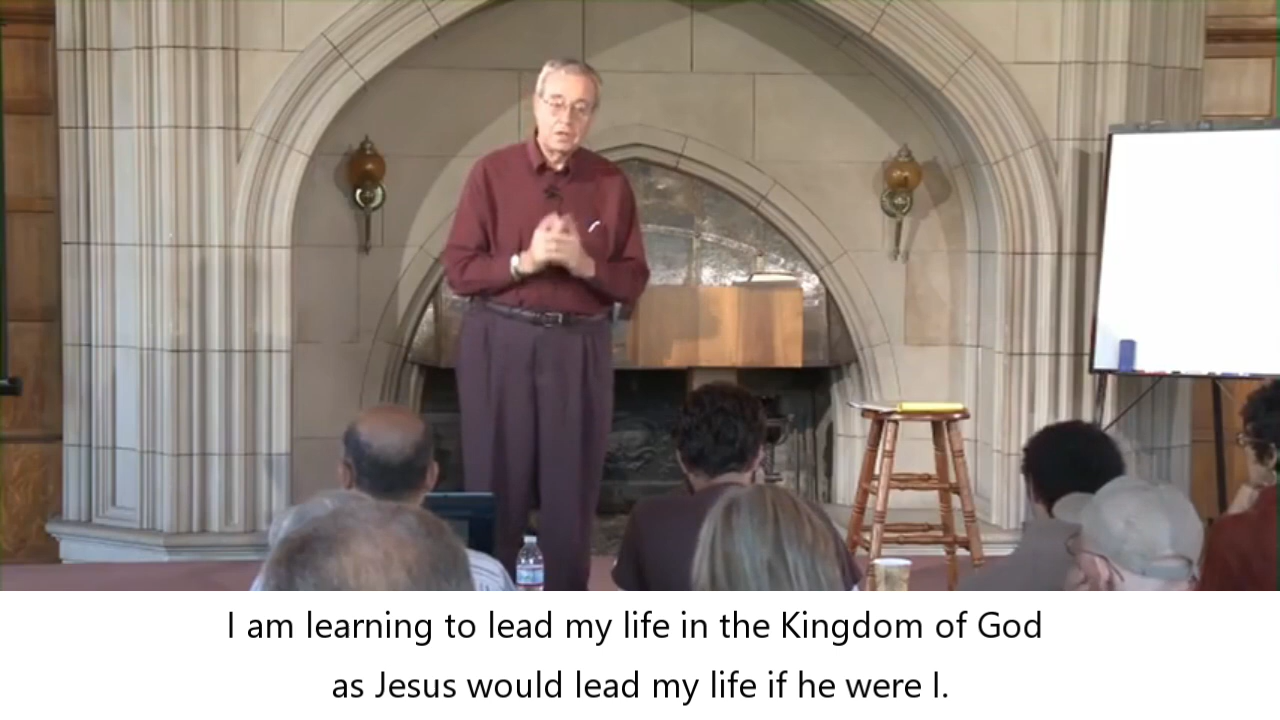 I am learning to lead my life in the Kingdom of God
as Jesus would lead my life if he were I.